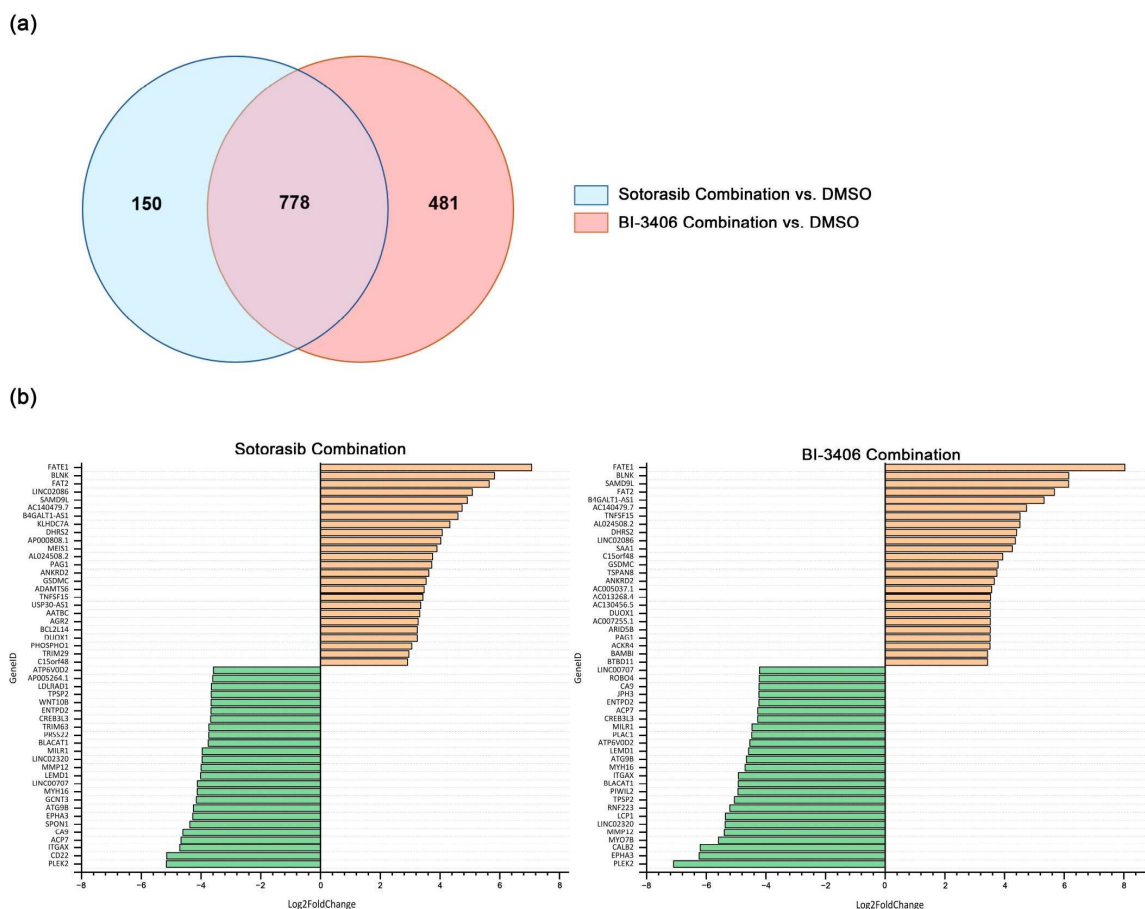 (a)
150
778
481
Sotorasib Combination vs. DMSO
BI-3406 Combination vs. DMSO
(b)
Sotorasib Combination
FATE1
BLNK
FAT2
LINC02086
SAMD9L
AC140479.7
B4GALT1-AS1
KLHDC7A
DHRS2
AP000808.1
MEIS1
AL024508.2
PAG1
ANKRD2
GSDMC
ADAMTS6
TNFSF15
USP30-AS1
AATBC
AGR2
BCL2L14
DUOX1
PHOSPHO1
TRIM29
C15orf48
ATP6V0D2
AP005264.1
LDLRAD1
TPSP2
WNT10B
ENTPD2
CREB3L3
TRIM63
PRSS22
BLACAT1
MILR1
LINC02320
MMP12
LEMD1
LINC00707
MYH16
GCNT3
ATG9B
EPHA3
SPON1
CA9
ACP7
ITGAX
CD22
PLEK2
GeneID
-8 -6 -4 -2 0 2 4 6 8
Log2FoldChange
BI-3406 Combination
FATE1
BLNK
SAMD9L
FAT2
B4GALT1-AS1
AC140479.7
TNFSF15
AL024508.2
DHRS2
LINC02086
SAA1
C15orf48
GSDMC
TSPAN8
ANKRD2
AC005037.1
AC013268.4
AC130456.5
DUOX1
AC007255.1
ARID5B
PAG1
ACKR4
BAMBI
BTBD11
LINC00707
ROBO4
CA9
JPH3
ENTPD2
ACP7
CREB3L3
MILR1
PLAC1
ATP6V0D2
LEMD1
ATG9B
MYH16
ITGAX
BLACAT1
PIWIL2
TPSP2
RNF223
LCP1
LINC02320
MMP12
MYO7B
CALB2
EPHA3
PLEK2
GeneID
-8 -6 -4 -2 0 2 4 6 8
Log2FoldChange